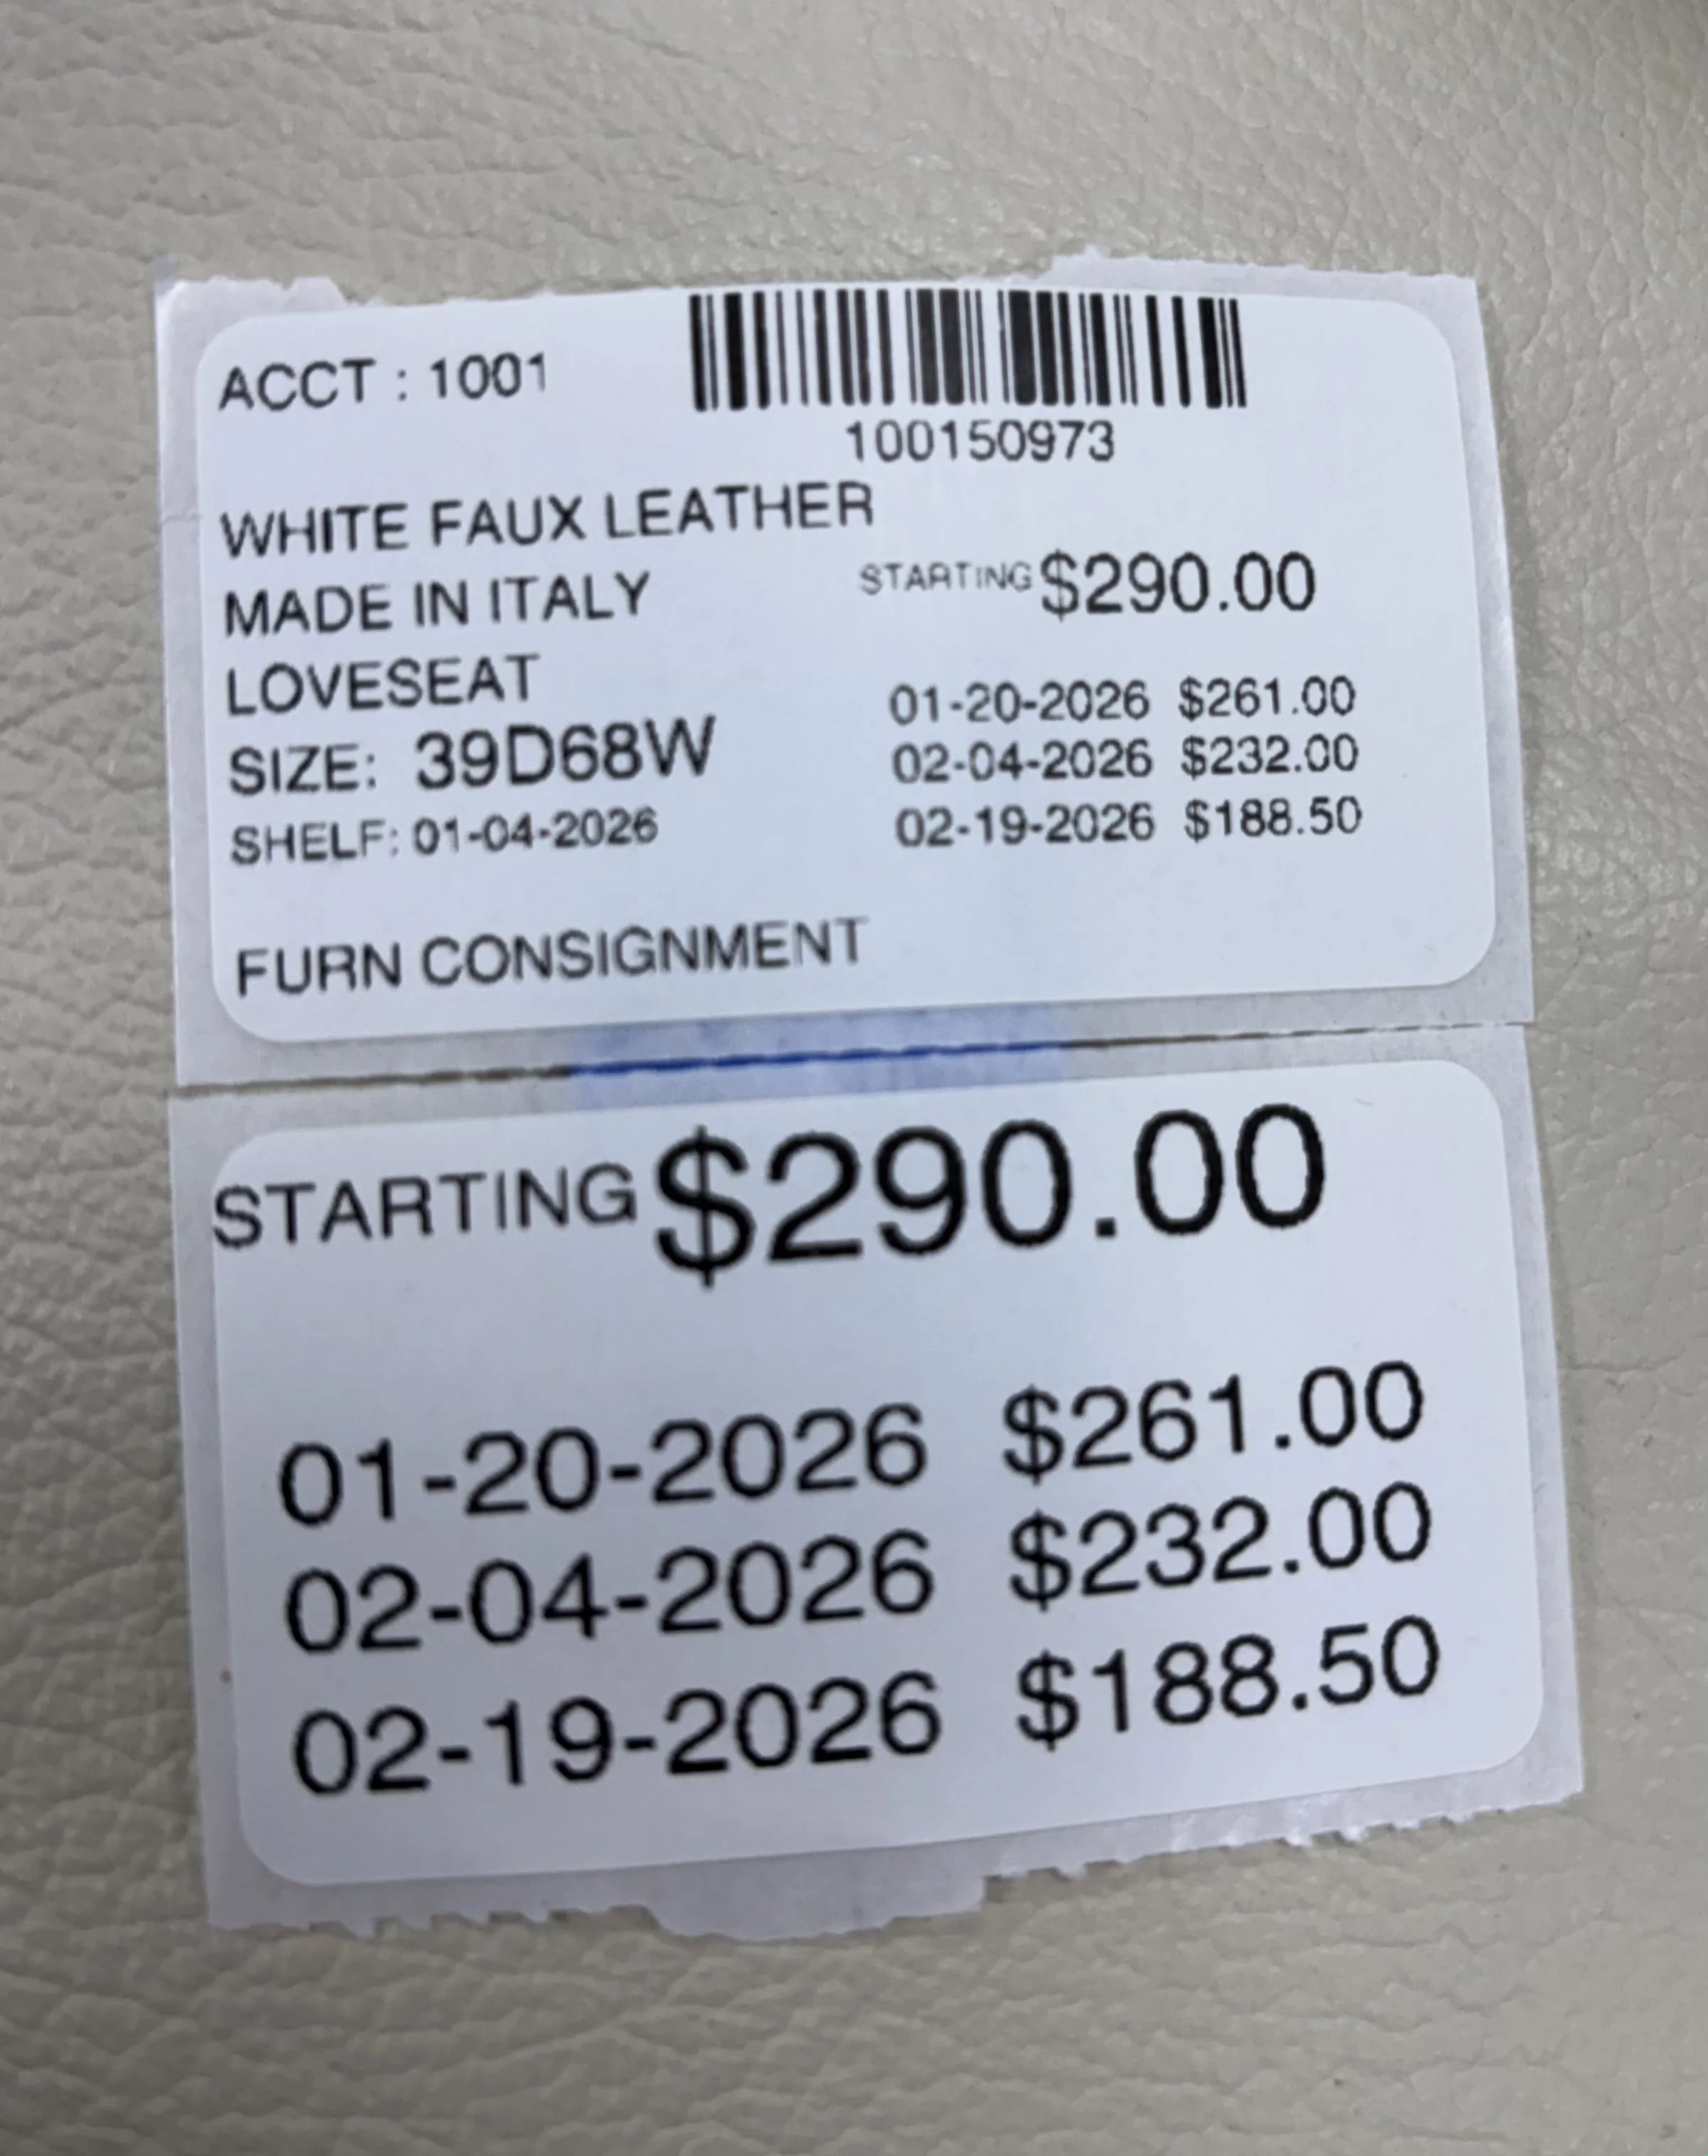 ACCT : 1001
100150973
WHITE FAUX LEATHER
MADE IN ITALY
LOVESEAT
SIZE: 39D68W
SHELF: 01-04-2026
STARTING $290.00
01-20-2026 $261.00
02-04-2026 $232.00
02-19-2026 $188.50
FURN CONSIGNMENT
STARTING $290.00
01-20-2026 $261.00
02-04-2026 $232.00
02-19-2026 $188.50